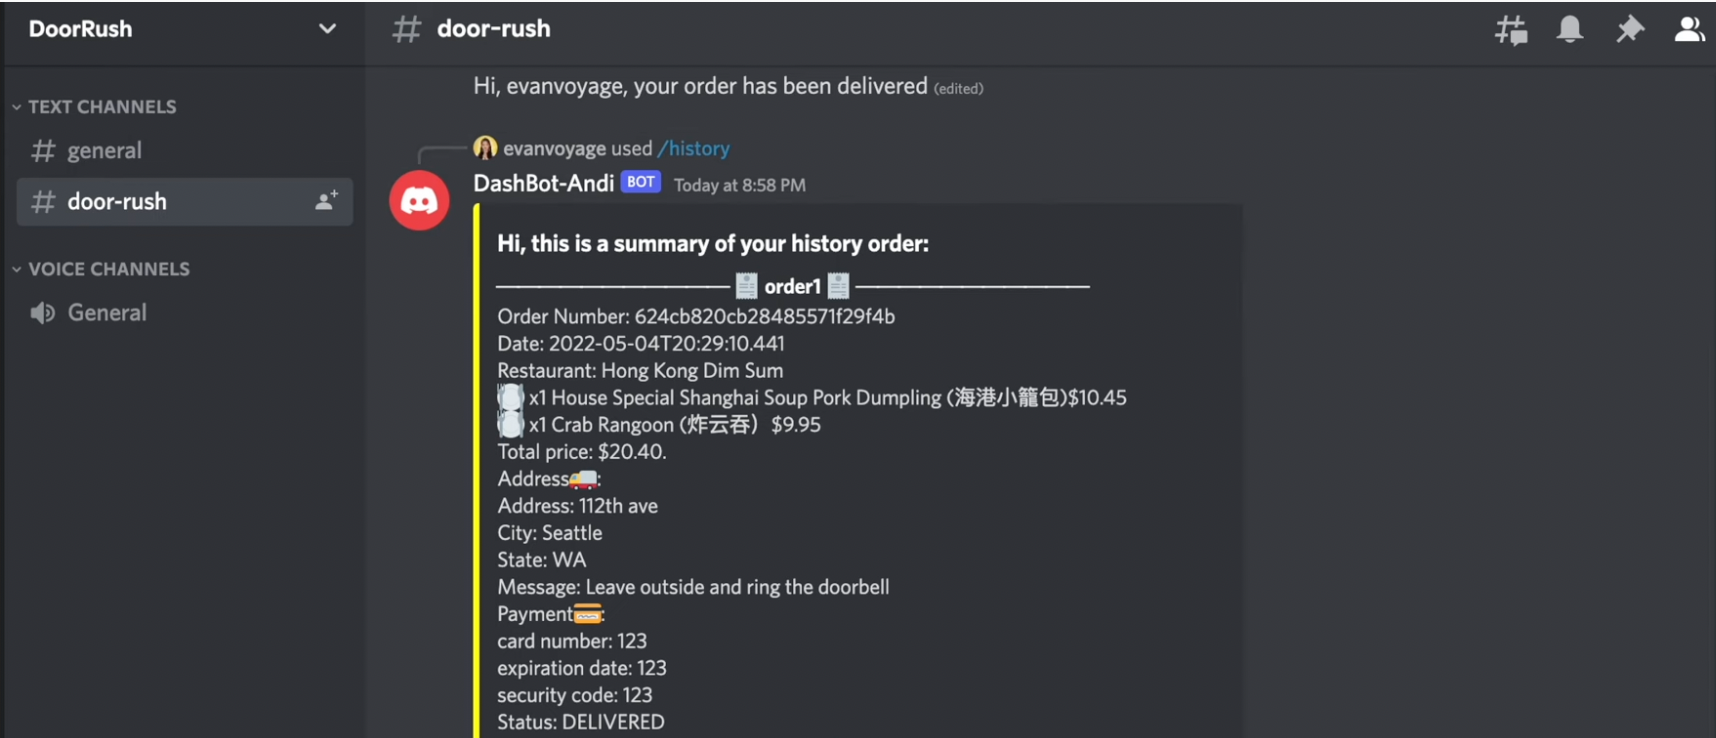 DoorRush
# door-rush
TEXT CHANNELS
# general
# door-rush
VOICE CHANNELS
General
Hi, evanvoyage, your order has been delivered (edited)
evanvoyage used /history
DashBot-Andi BOT Today at 8:58 PM
Hi, this is a summary of your history order:
order1
Order Number: 624cb820cb28485571f29f4b
Date: 2022-05-04T20:29:10.441
Restaurant: Hong Kong Dim Sum
x1 House Special Shanghai Soup Pork Dumpling (海港小籠包)$10.45
x1 Crab Rangoon (炸云吞） $9.95
Total price: $20.40.
Address🚚:
Address: 112th ave
City: Seattle
State: WA
Message: Leave outside and ring the doorbell
Payment💳:
card number: 123
expiration date: 123
security code: 123
Status: DELIVERED